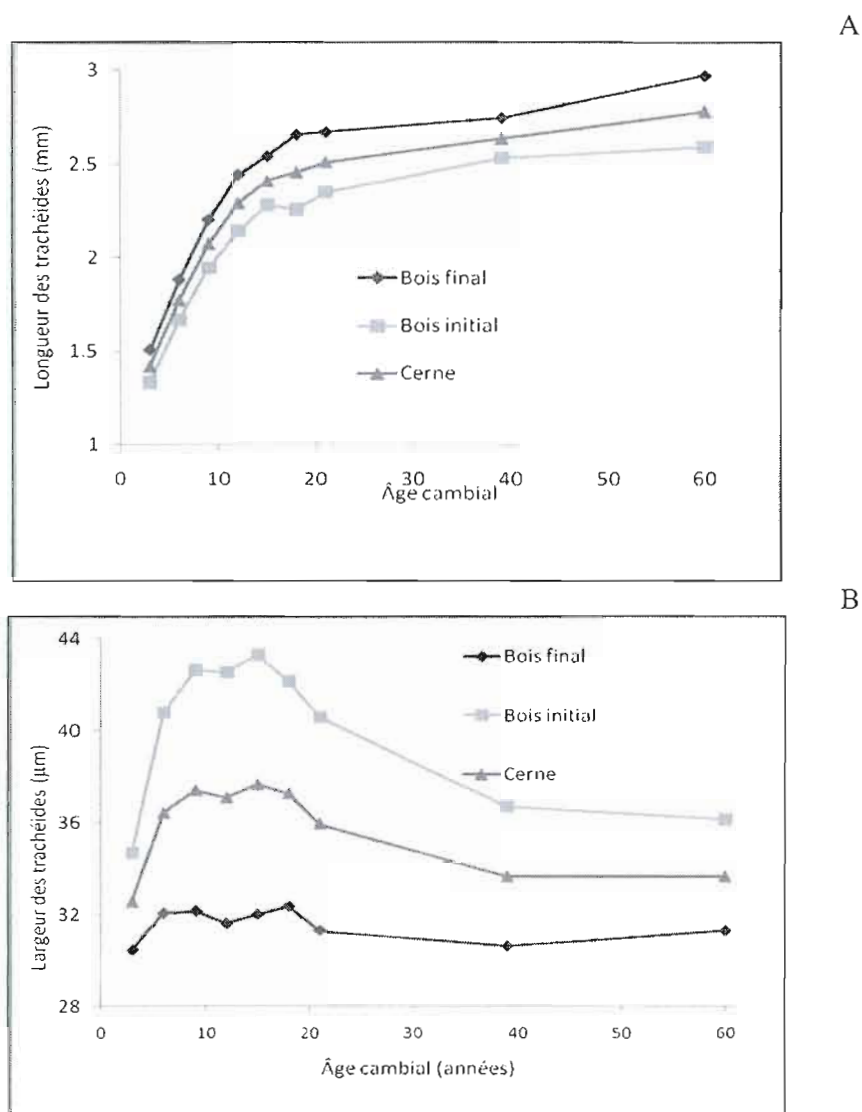 A
3
2.5
2
1.5
1
Longueur des trachéides (mm)
Bois final
Bois initial
Cerne
0 10 20 30 40 50 60
Âge cambial
B
44
40
36
32
28
Largeur des trachéides (µm)
Bois final
Bois initial
Cerne
0 10 20 30 40 50 60
Âge cambial (années)